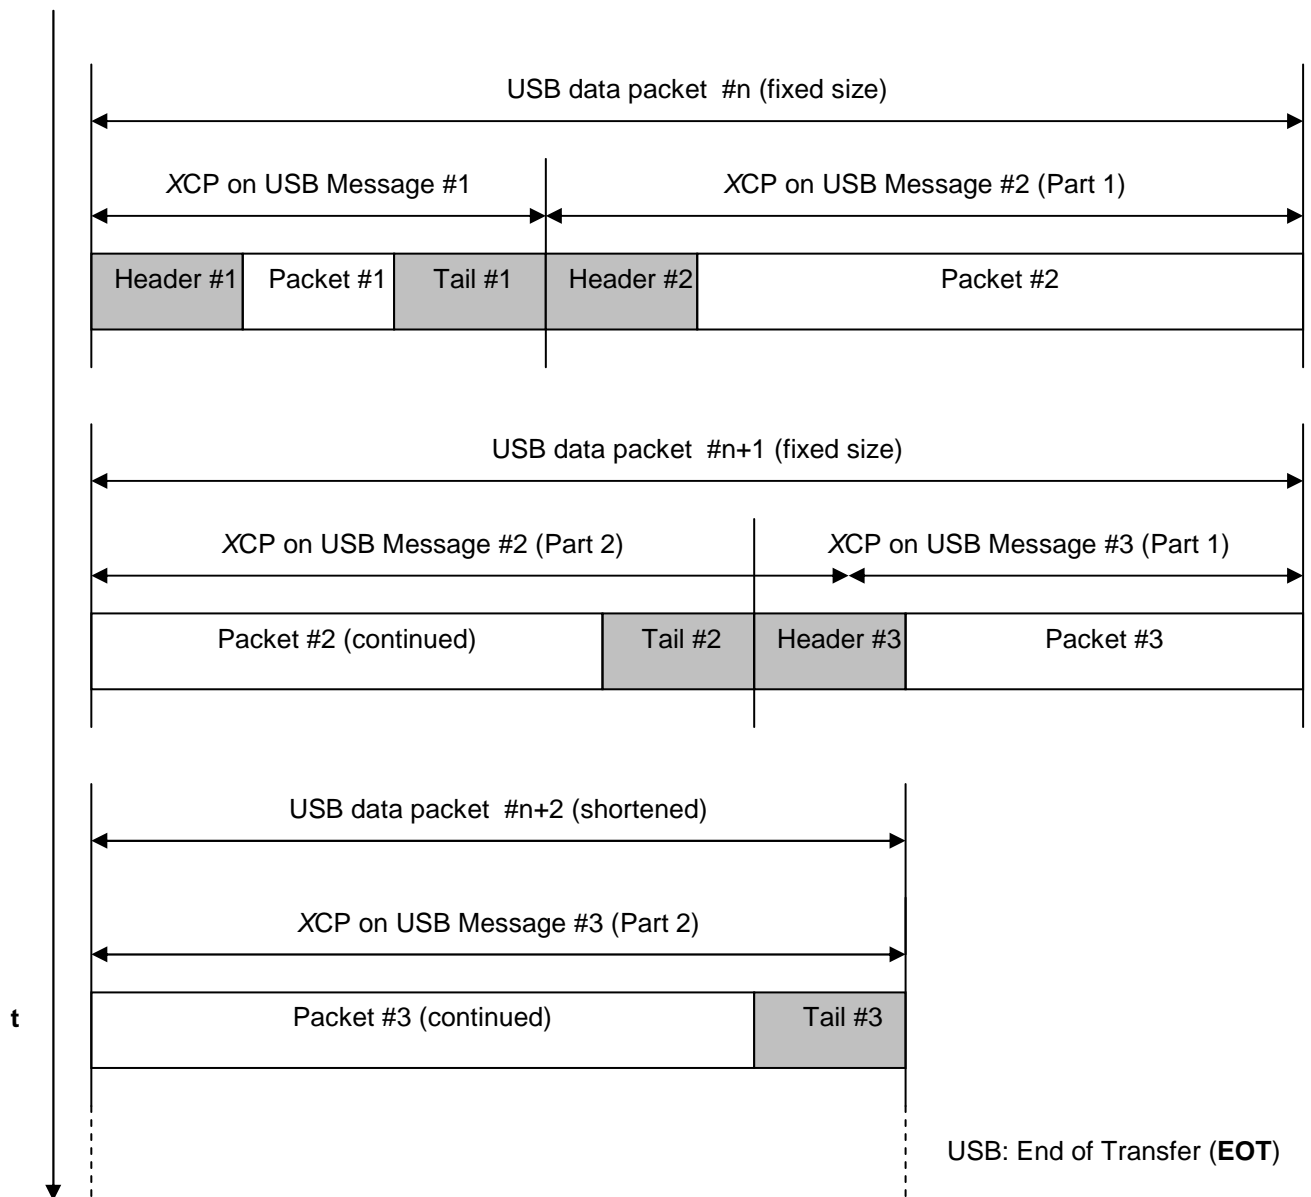 USB data packet #n (fixed size)
XCP on USB Message #1
XCP on USB Message #2 (Part 1)
Header #1
Packet #1
Tail #1
Header #2
Packet #2
USB data packet #n+1 (fixed size)
XCP on USB Message #2 (Part 2)
XCP on USB Message #3 (Part 1)
Packet #2 (continued)
Tail #2
Header #3
Packet #3
USB data packet #n+2 (shortened)
XCP on USB Message #3 (Part 2)
t
Packet #3 (continued)
Tail #3
USB: End of Transfer (EOT)